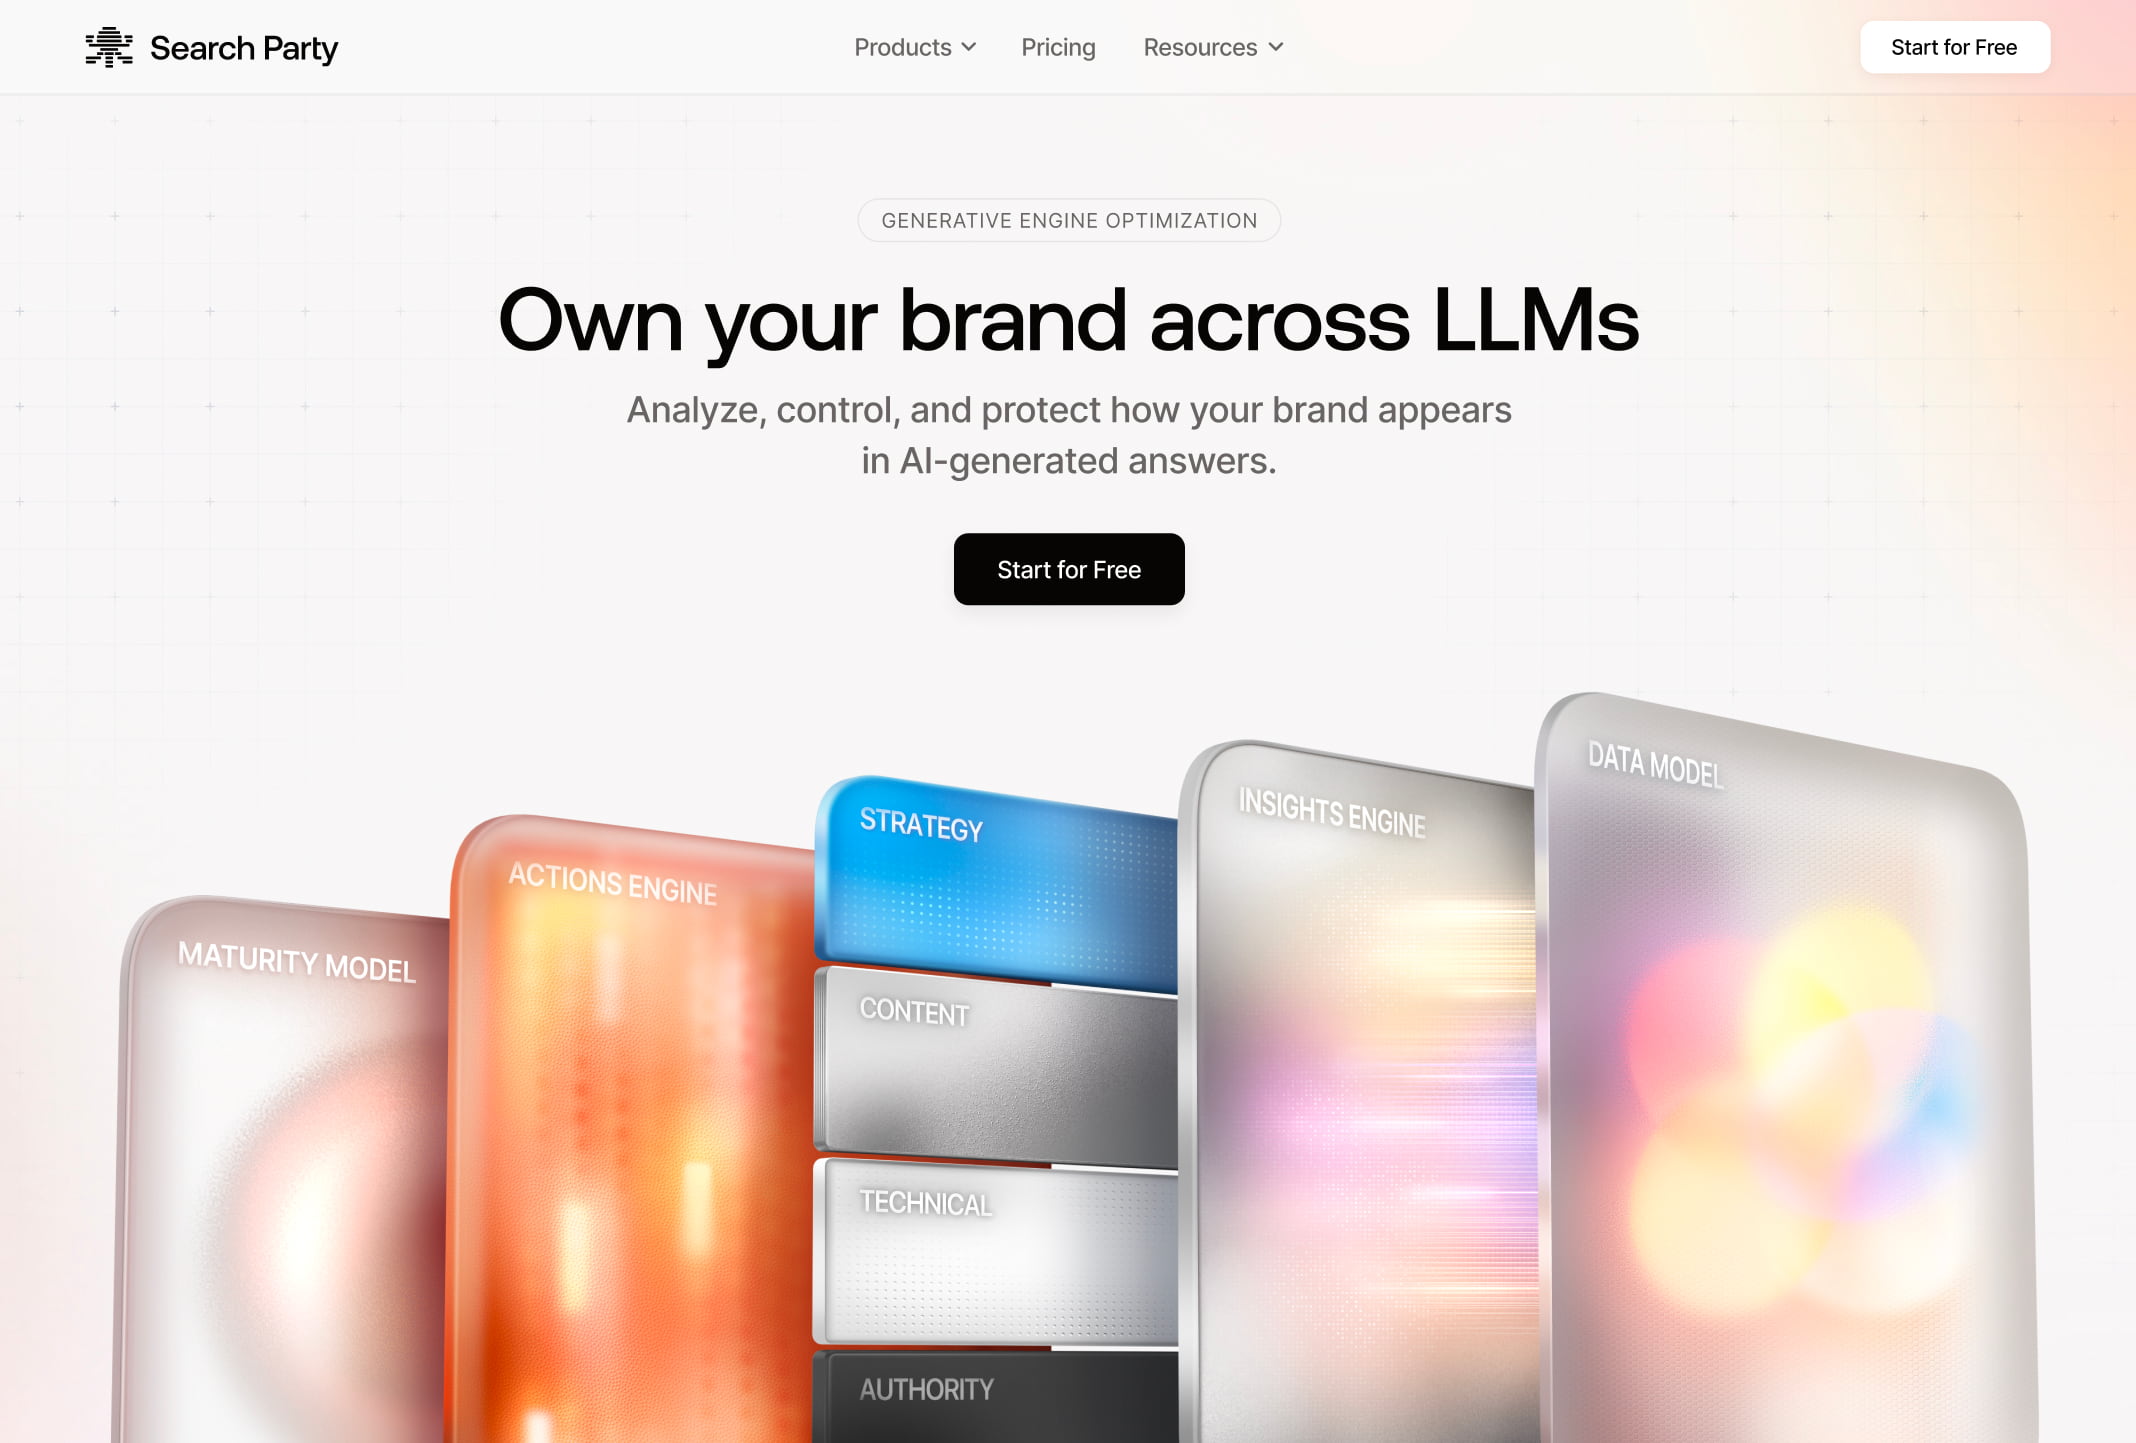 Search Party
Products
Pricing
Resources
Start for Free
GENERATIVE ENGINE OPTIMIZATION
Own your brand across LLMs
Analyze, control, and protect how your brand appears
in AI-generated answers.
Start for Free
MATURITY MODEL
ACTIONS ENGINE
STRATEGY
CONTENT
TECHNICAL
AUTHORITY
INSIGHTS ENGINE
DATA MODEL